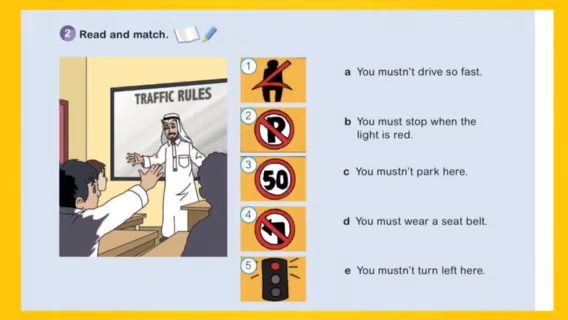 2 Read and match.
TRAFFIC RULES
1
2
P
3
50
4
5
a You mustn't drive so fast.
b You must stop when the
light is red.
c You mustn't park here.
d You must wear a seat belt.
e You mustn't turn left here.